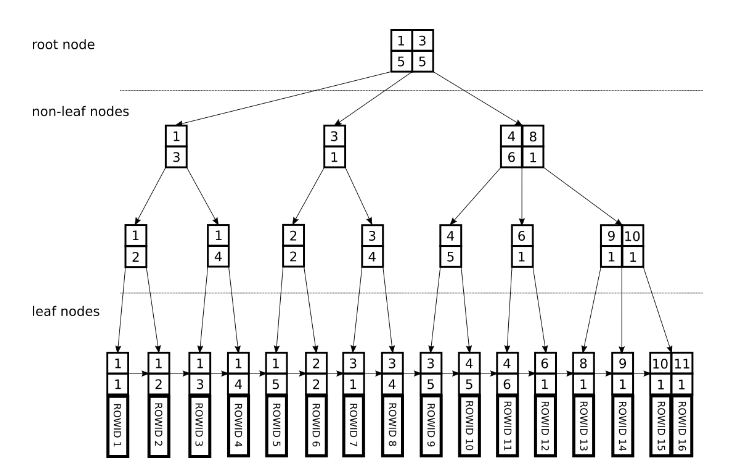 root node
1 3
5 5
non-leaf nodes
1 3 4 8
3 1 6 1
1 1 2 3 4 6 9 10
2 4 2 4 5 1 1 1
leaf nodes
1 1 1 1 1 2 3 3 3 4 4 6 8 9 10 11
1 2 3 4 5 2 1 4 5 5 6 1 1 1 1 1
ROWID 1
ROWID 2
ROWID 3
ROWID 4
ROWID 5
ROWID 6
ROWID 7
ROWID 8
ROWID 9
ROWID 10
ROWID 11
ROWID 12
ROWID 13
ROWID 14
ROWID 15
ROWID 16